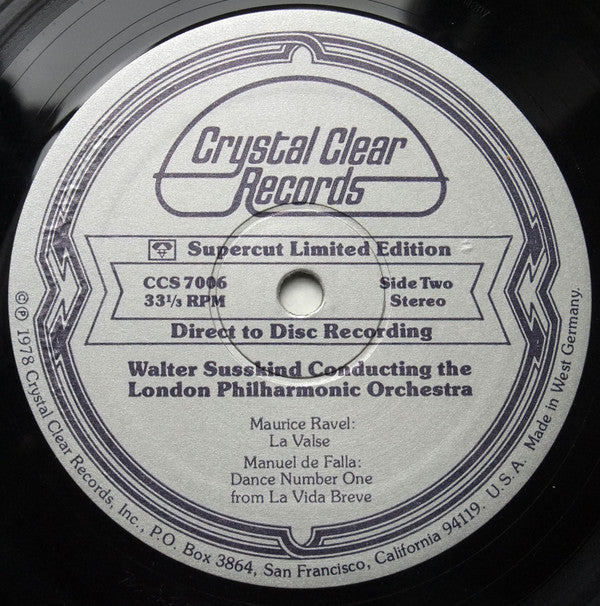 Crystal Clear
Records
Supercut Limited Edition
CCS 7006
33⅓ RPM
Side Two
Stereo
Direct to Disc Recording
Walter Susskind Conducting the
London Philharmonic Orchestra
Maurice Ravel:
La Valse
Manuel de Falla:
Dance Number One
from La Vida Breve
©℗ 1978 Crystal Clear Records, Inc., P.O. Box 3864, San Francisco, California 94119. U.S.A. Made in West Germany.